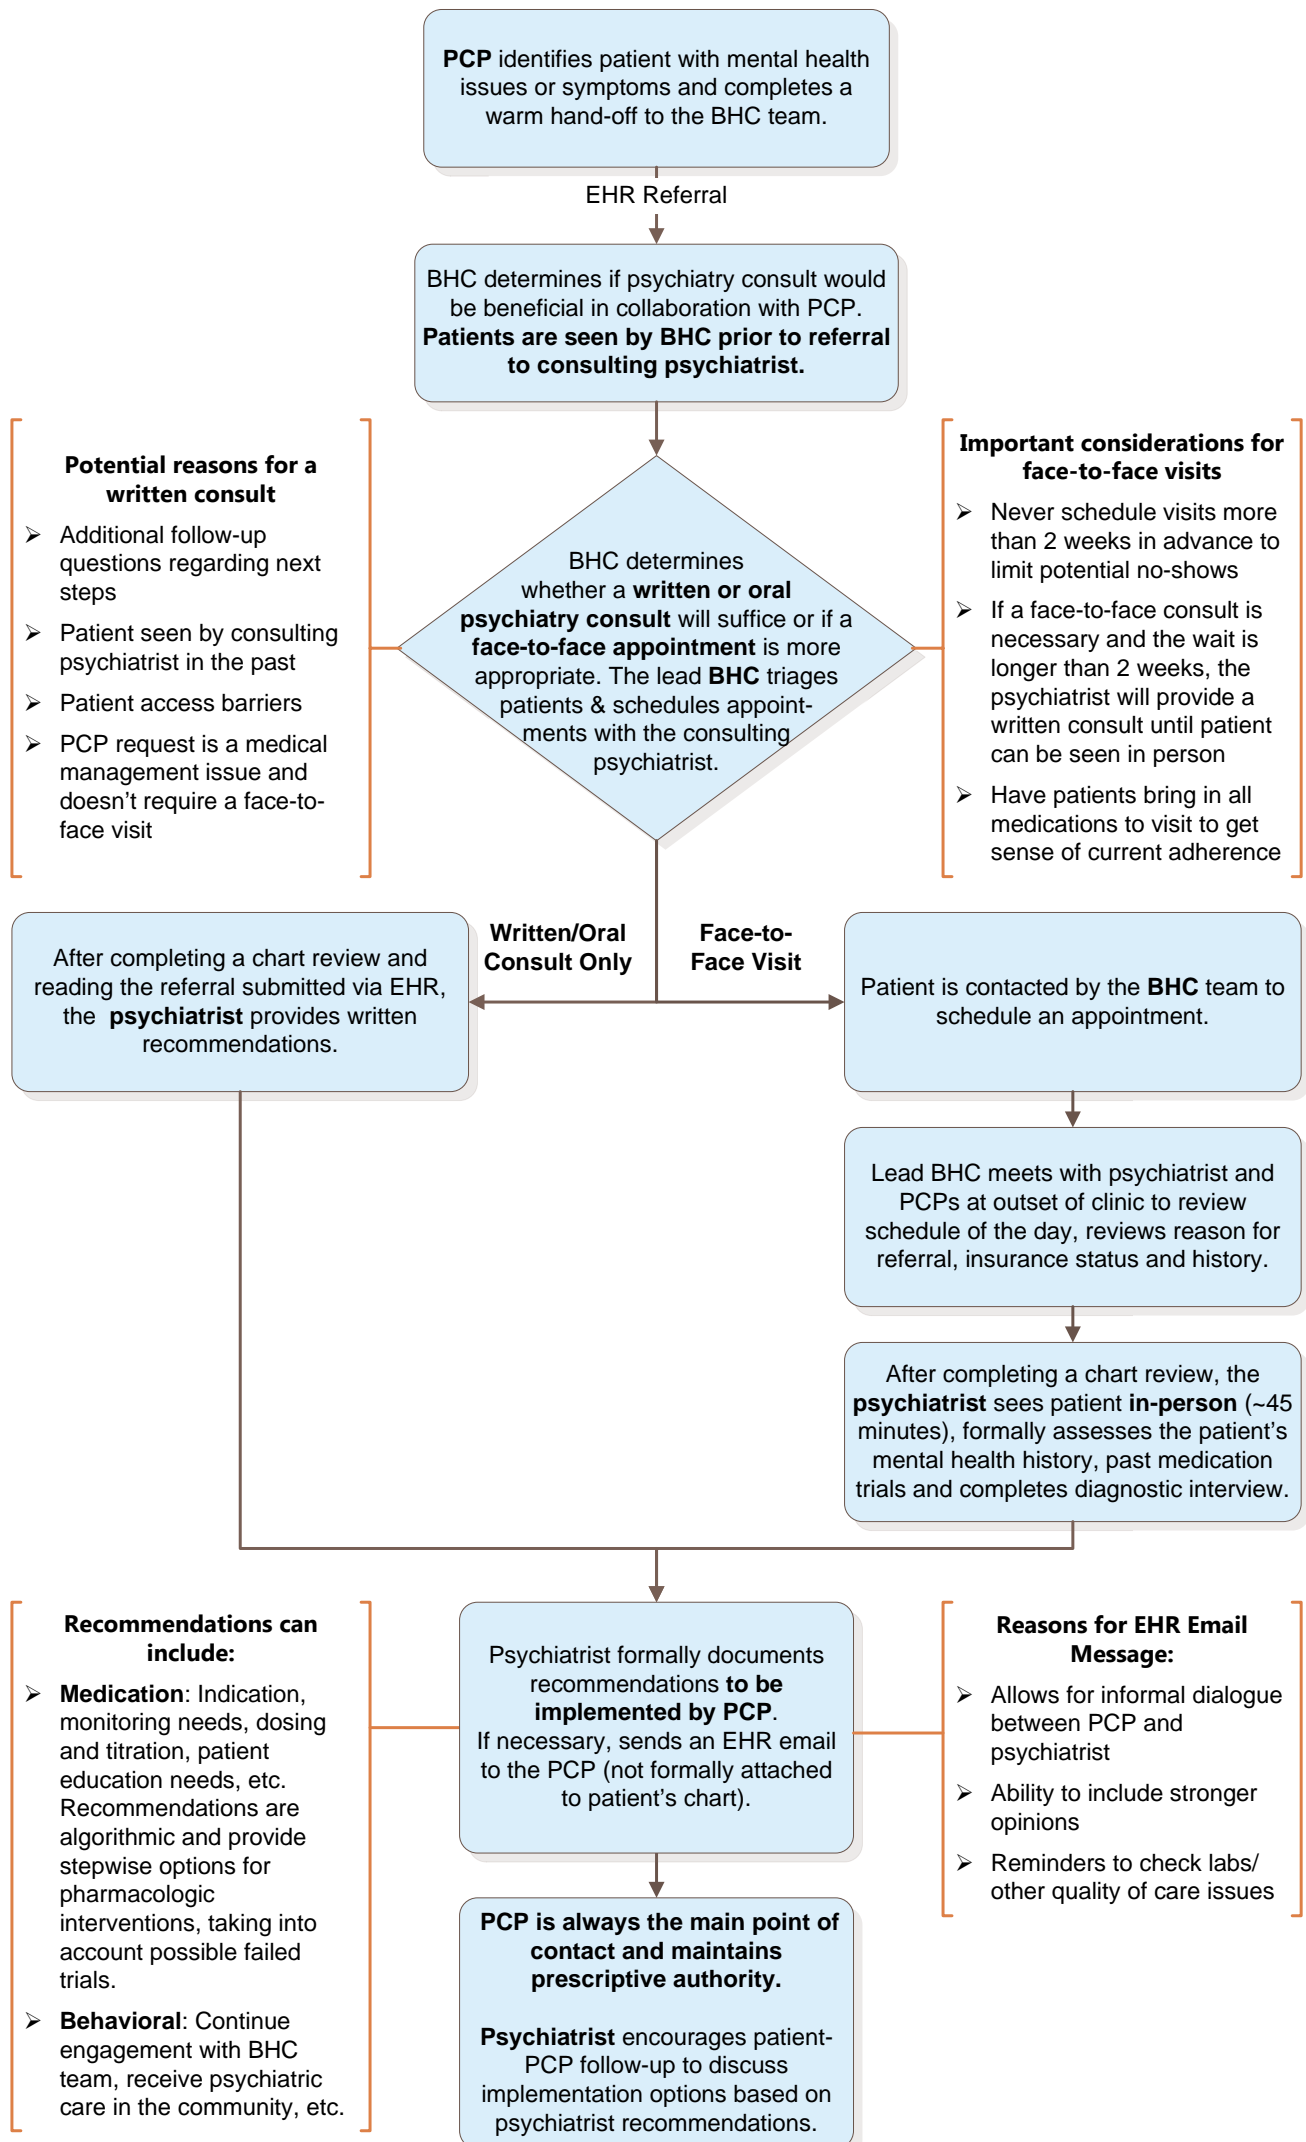 PCP identifies patient with mental health
issues or symptoms and completes a
warm hand-off to the BHC team.
EHR Referral
BHC determines if psychiatry consult would
be beneficial in collaboration with PCP.
Patients are seen by BHC prior to referral
to consulting psychiatrist.
Potential reasons for a
written consult
➢ Additional follow-up
questions regarding next
steps
➢ Patient seen by consulting
psychiatrist in the past
➢ Patient access barriers
➢ PCP request is a medical
management issue and
doesn't require a face-to-
face visit
BHC determines
whether a written or oral
psychiatry consult will suffice or if a
face-to-face appointment is more
appropriate. The lead BHC triages
patients & schedules appoint-
ments with the consulting
psychiatrist.
Important considerations for
face-to-face visits
➢ Never schedule visits more
than 2 weeks in advance to
limit potential no-shows
➢ If a face-to-face consult is
necessary and the wait is
longer than 2 weeks, the
psychiatrist will provide a
written consult until patient
can be seen in person
➢ Have patients bring in all
medications to visit to get
sense of current adherence
Written/Oral
Consult Only
Face-to-
Face Visit
After completing a chart review and
reading the referral submitted via EHR,
the psychiatrist provides written
recommendations.
Patient is contacted by the BHC team to
schedule an appointment.
Lead BHC meets with psychiatrist and
PCPs at outset of clinic to review
schedule of the day, reviews reason for
referral, insurance status and history.
After completing a chart review, the
psychiatrist sees patient in-person (~45
minutes), formally assesses the patient's
mental health history, past medication
trials and completes diagnostic interview.
Recommendations can
include:
➢ Medication: Indication,
monitoring needs, dosing
and titration, patient
education needs, etc.
Recommendations are
algorithmic and provide
stepwise options for
pharmacologic
interventions, taking into
account possible failed
trials.
➢ Behavioral: Continue
engagement with BHC
team, receive psychiatric
care in the community, etc.
Psychiatrist formally documents
recommendations to be
implemented by PCP.
If necessary, sends an EHR email
to the PCP (not formally attached
to patient's chart).
Reasons for EHR Email
Message:
➢ Allows for informal dialogue
between PCP and
psychiatrist
➢ Ability to include stronger
opinions
➢ Reminders to check labs/
other quality of care issues
PCP is always the main point of
contact and maintains
prescriptive authority.
Psychiatrist encourages patient-
PCP follow-up to discuss
implementation options based on
psychiatrist recommendations.